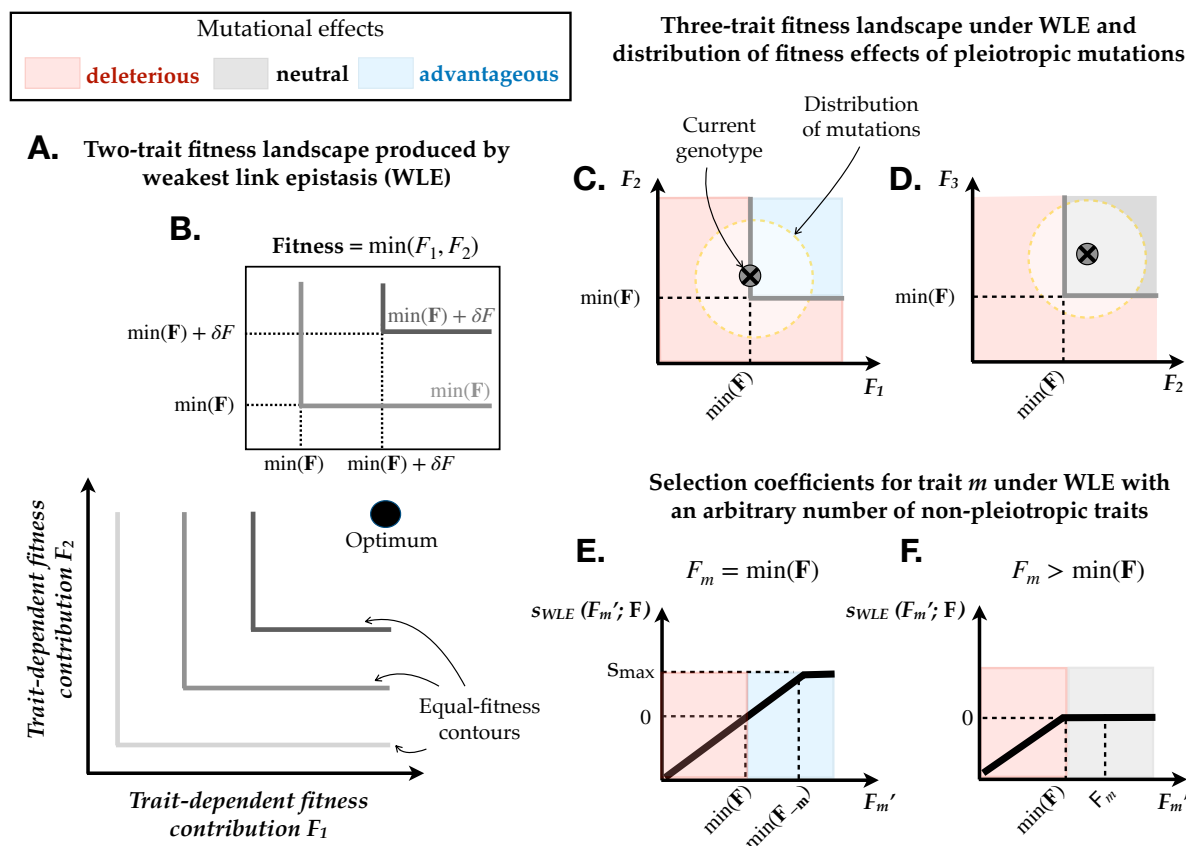 Mutational effects
deleterious
neutral
advantageous
Three-trait fitness landscape under WLE and
distribution of fitness effects of pleiotropic mutations
A.
Two-trait fitness landscape produced by
weakest link epistasis (WLE)
B.
Fitness = min(F₁, F₂)
min(F) + δF
min(F) + δF
min(F)
min(F)
min(F)
min(F) + δF
Optimum
Equal-fitness
contours
Trait-dependent fitness
contribution F₂
Trait-dependent fitness
contribution F₁
Current
genotype
Distribution
of mutations
C.
F₂
min(F)
min(F)
F₁
D.
F₃
min(F)
min(F)
F₂
Selection coefficients for trait m under WLE with
an arbitrary number of non-pleiotropic traits
E.
Fₘ = min(F)
s_WLE (Fₘ′; F)
Smax
0
min(F)
min(F₋ₘ)
Fₘ′
F.
Fₘ > min(F)
s_WLE (Fₘ′; F)
0
min(F)
Fₘ
Fₘ′